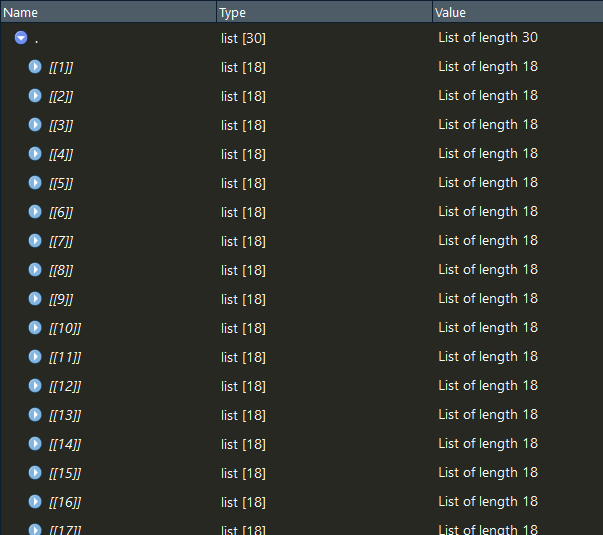 Name Type Value
. list [30] List of length 30
[[1]] list [18] List of length 18
[[2]] list [18] List of length 18
[[3]] list [18] List of length 18
[[4]] list [18] List of length 18
[[5]] list [18] List of length 18
[[6]] list [18] List of length 18
[[7]] list [18] List of length 18
[[8]] list [18] List of length 18
[[9]] list [18] List of length 18
[[10]] list [18] List of length 18
[[11]] list [18] List of length 18
[[12]] list [18] List of length 18
[[13]] list [18] List of length 18
[[14]] list [18] List of length 18
[[15]] list [18] List of length 18
[[16]] list [18] List of length 18
[[17]] list [18] List of length 18